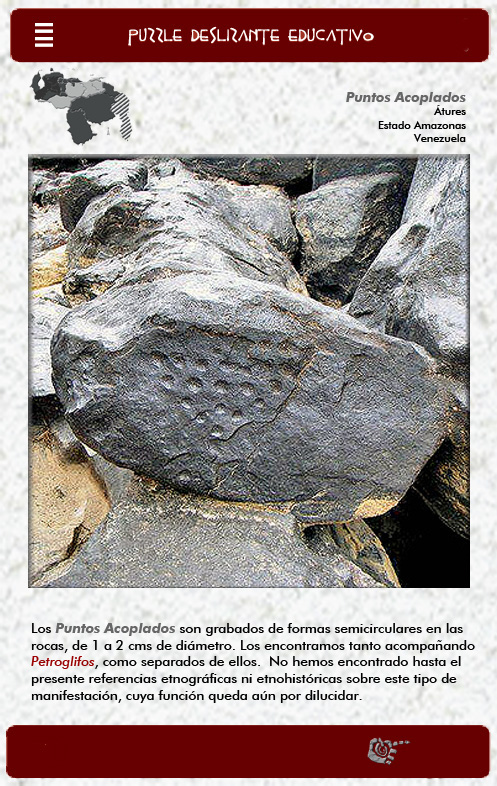 PUZZLE DESLIZANTE EDUCATIVO
Puntos Acoplados
Átures
Estado Amazonas
Venezuela
Los Puntos Acoplados son grabados de formas semicirculares en las
rocas, de 1 a 2 cms de diámetro. Los encontramos tanto acompañando
Petroglifos, como separados de ellos. No hemos encontrado hasta el
presente referencias etnográficas ni etnohistóricas sobre este tipo de
manifestación, cuya función queda aún por dilucidar.